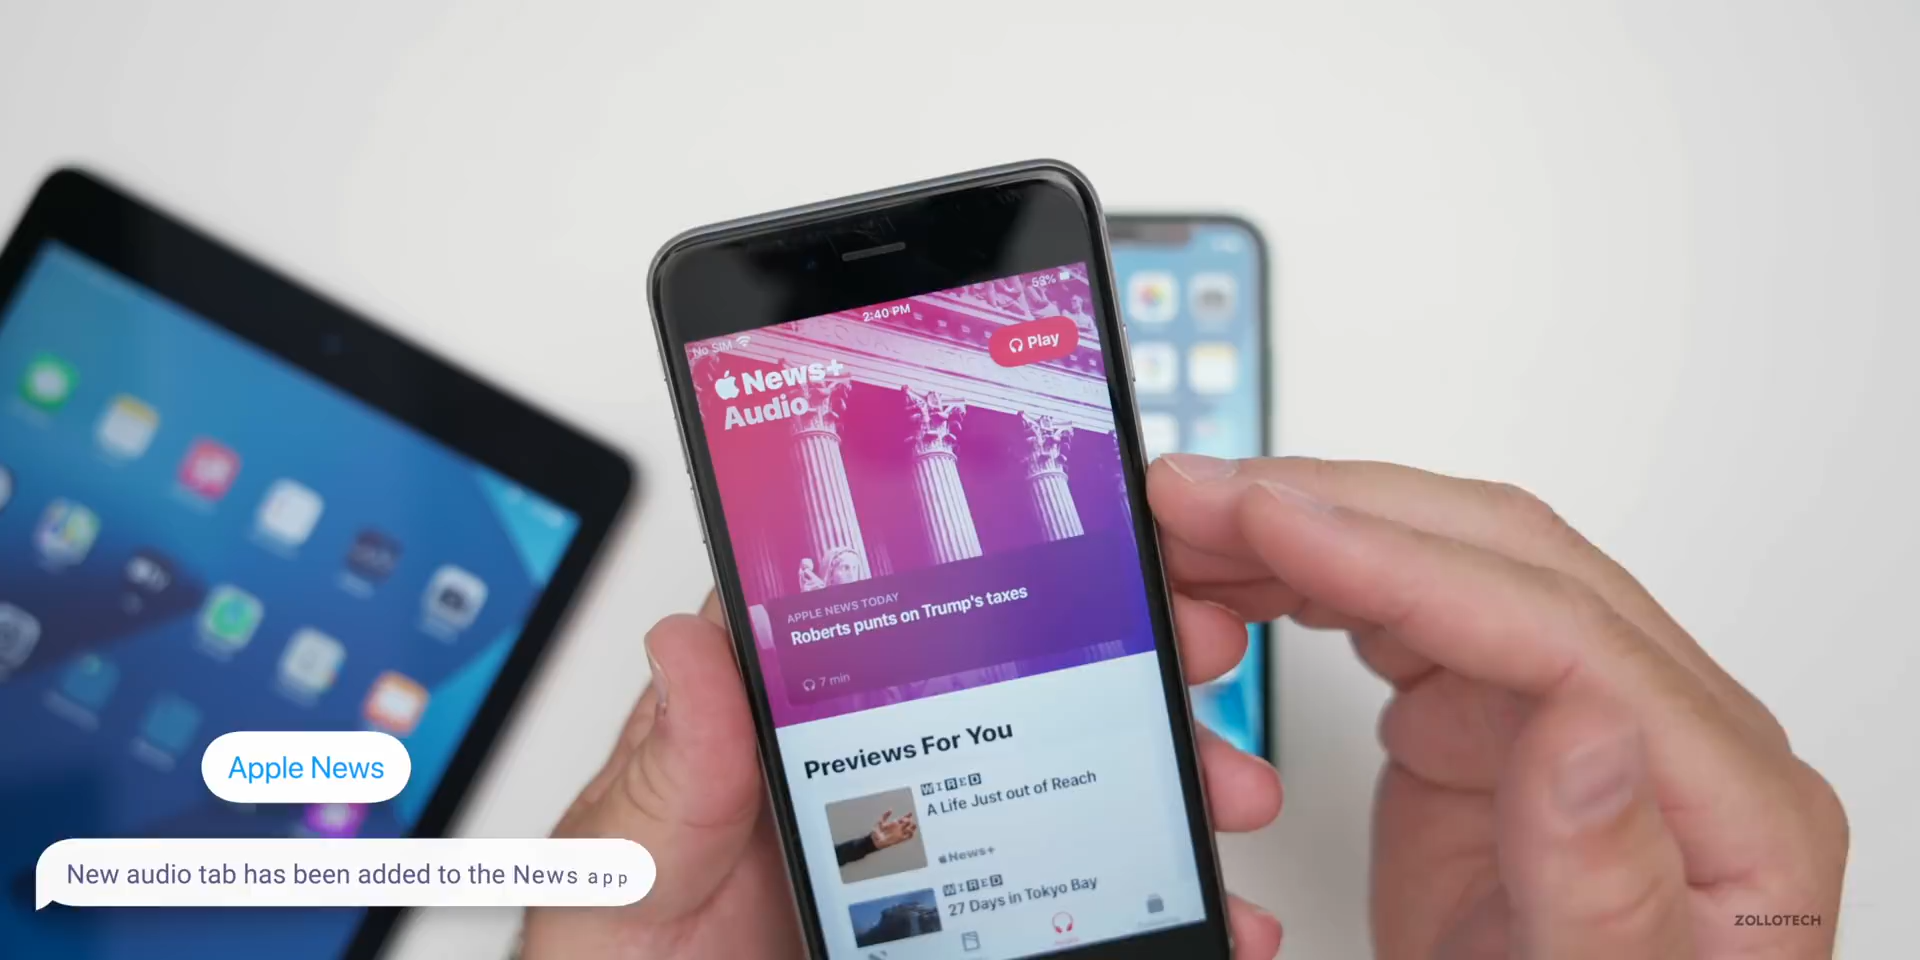 2:40 PM
53%
No SIM
Play
News+
Audio
APPLE NEWS TODAY
Roberts punts on Trump's taxes
7 min
Previews For You
WIRED
A Life Just out of Reach
News+
WIRED
27 Days in Tokyo Bay
Apple News
New audio tab has been added to the News app
ZOLLOTECH